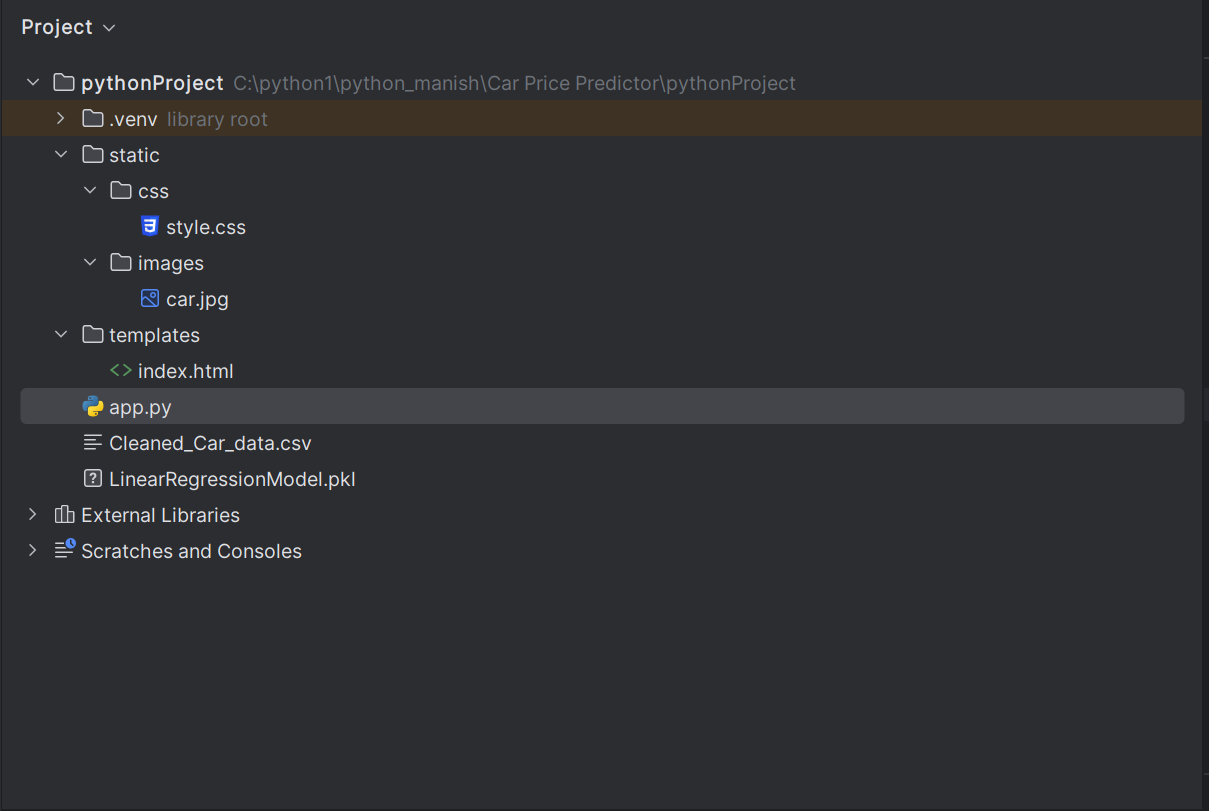 Project
pythonProject C:\python1\python_manish\Car Price Predictor\pythonProject
.venv library root
static
css
style.css
images
car.jpg
templates
index.html
app.py
Cleaned_Car_data.csv
LinearRegressionModel.pkl
External Libraries
Scratches and Consoles